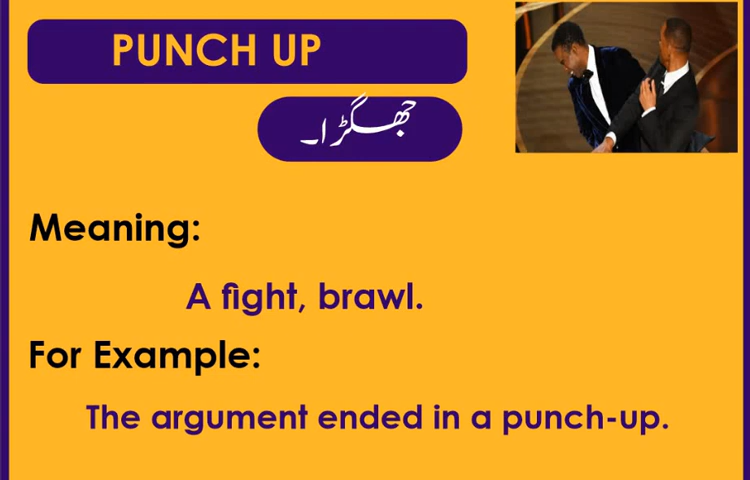 PUNCH UP
جھگڑا۔
Meaning:
A fight, brawl.
For Example:
The argument ended in a punch-up.